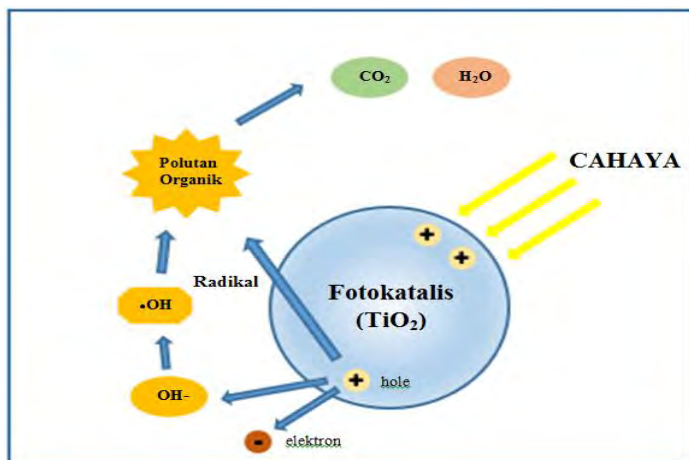 CO₂
H₂O
Polutan
Organik
CAHAYA
+
+
Radikal
Fotokatalis
(TiO₂)
•OH
+ hole
OH-
- elektron